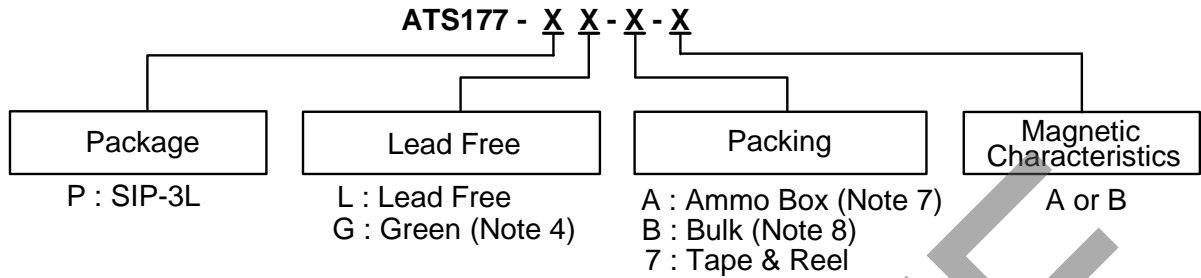 ATS177 - X X - X - X
Package
Lead Free
Packing
Magnetic
Characteristics
P : SIP-3L
L : Lead Free
G : Green (Note 4)
A : Ammo Box (Note 7)
B : Bulk (Note 8)
7 : Tape & Reel
A or B